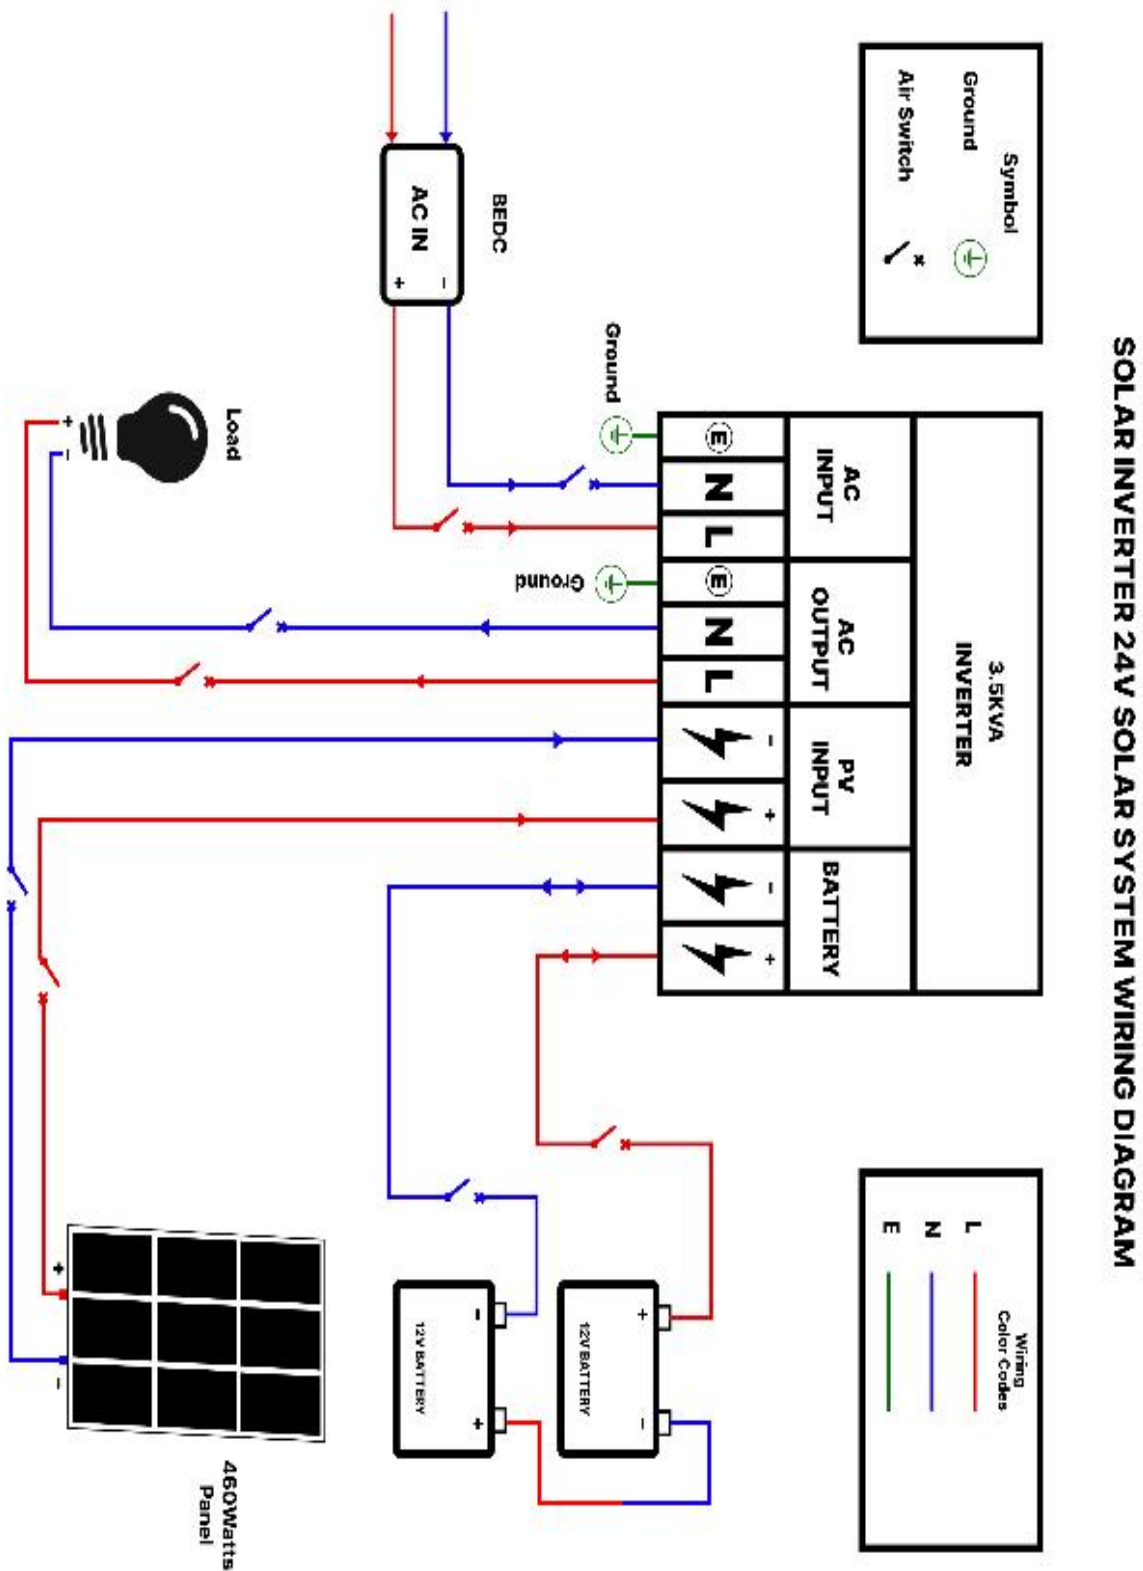 SOLAR INVERTER 24V SOLAR SYSTEM WIRING DIAGRAM
Symbol
Ground
Air Switch
3.5KVA
INVERTER
AC
INPUT
AC
OUTPUT
PV
INPUT
BATTERY
E
N
L
E
N
L
-
+
-
+
Wiring
Color Codes
L
N
E
Ground
Ground
BEDC
AC IN
-
+
Load
+
-
12V BATTERY
+
-
12V BATTERY
-
+
460Watts
Panel
+
-